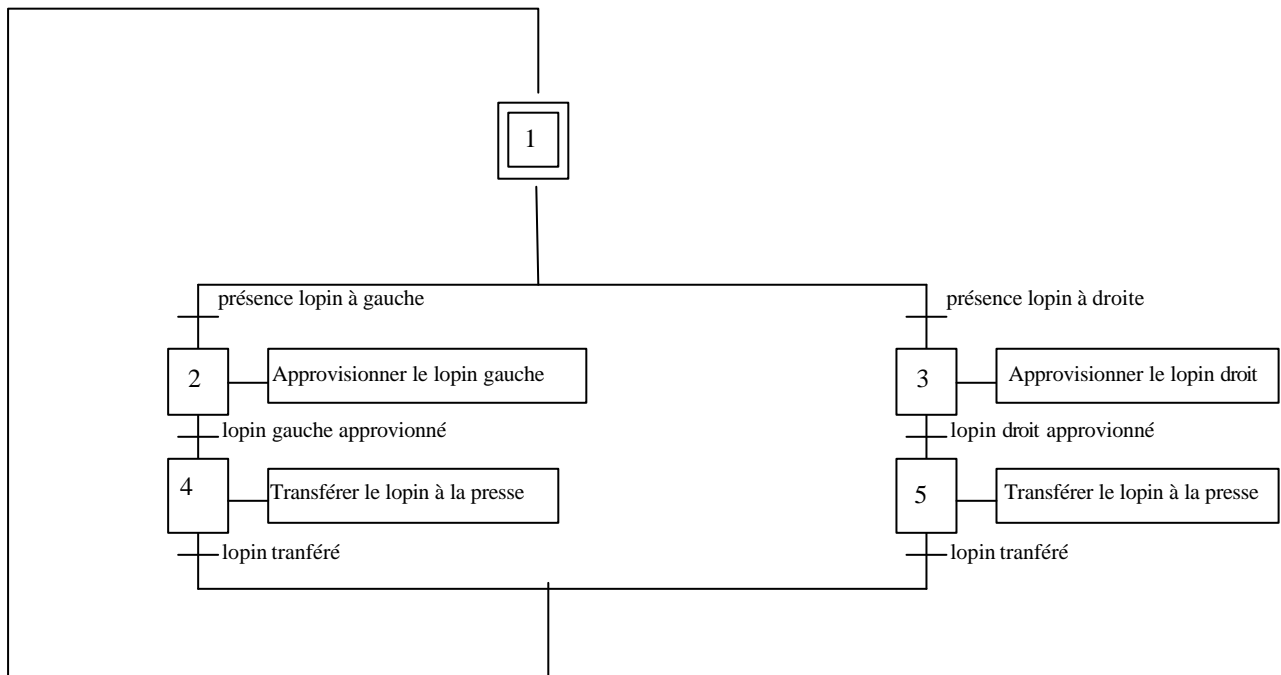 1
présence lopin à gauche
présence lopin à droite
2
Approvisionner le lopin gauche
3
Approvisionner le lopin droit
lopin gauche approvionné
lopin droit approvionné
4
Transférer le lopin à la presse
5
Transférer le lopin à la presse
lopin tranféré
lopin tranféré